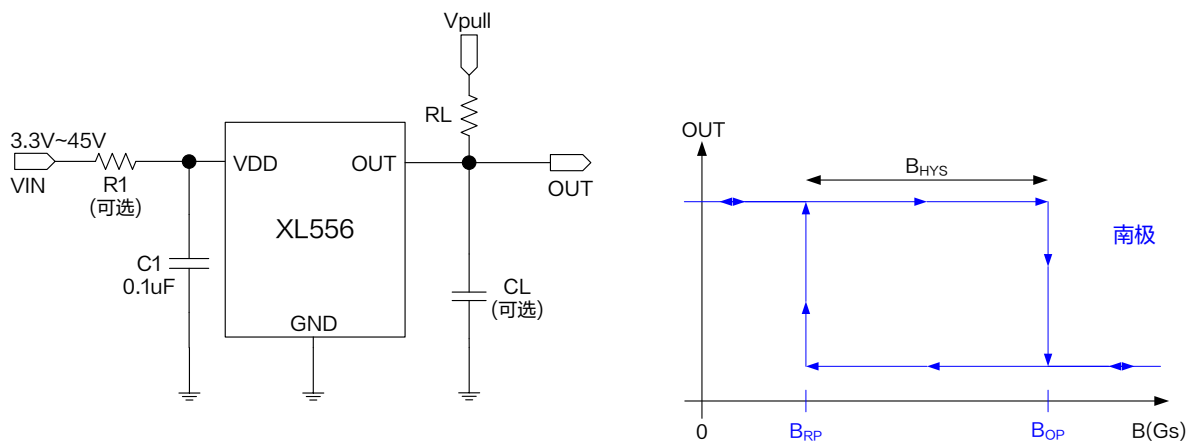 Vpull
RL
3.3V~45V
VIN
R1
(可选)
VDD
OUT
OUT
XL556
C1
0.1uF
GND
CL
(可选)
OUT
BHYS
南极
0
BRP
BOP
B(Gs)